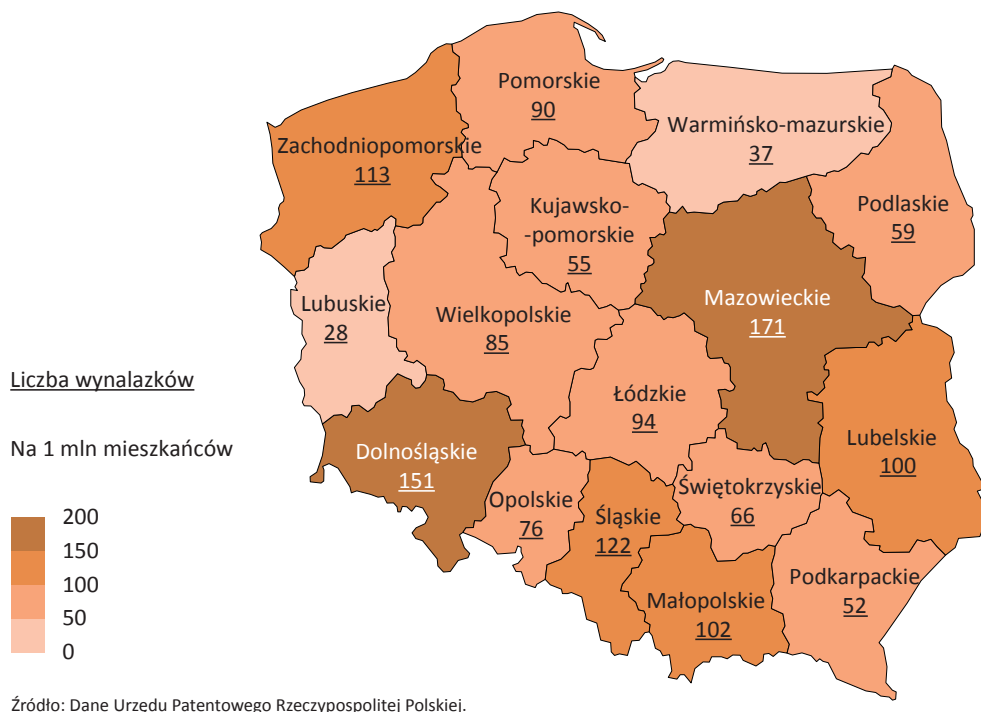 Pomorskie
90
Warmińsko-mazurskie
37
Zachodniopomorskie
113
Podlaskie
59
Kujawsko-
-pomorskie
55
Mazowieckie
171
Lubuskie
28
Wielkopolskie
85
Liczba wynalazków
Łódzkie
94
Na 1 mln mieszkańców
Dolnośląskie
151
Lubelskie
100
Opolskie
76
Śląskie
122
Świętokrzyskie
66
Małopolskie
102
Podkarpackie
52
200
150
100
50
0
Źródło: Dane Urzędu Patentowego Rzeczypospolitej Polskiej.